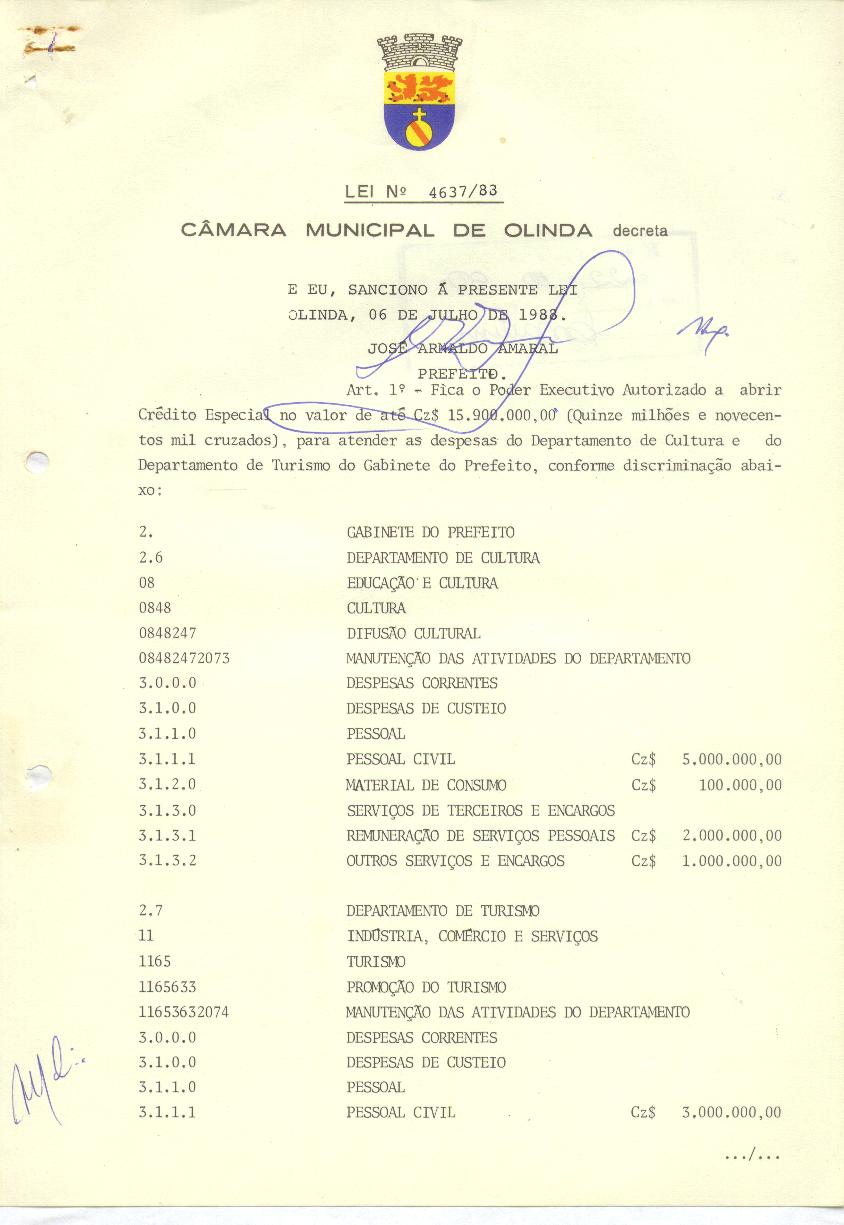 LEI Nº 4637/83
CÂMARA MUNICIPAL DE OLINDA decreta
E EU, SANCIONO Á PRESENTE LEI
OLINDA, 06 DE JULHO DE 1988.
JOSÉ ARNALDO AMARAL
PREFEITO.
Art. 1º - Fica o Poder Executivo Autorizado a abrir
Crédito Especial no valor de até Cz$ 15.900.000,00 (Quinze milhões e novecen-
tos mil cruzados), para atender as despesas do Departamento de Cultura e do
Departamento de Turismo do Gabinete do Prefeito, conforme discriminação abai-
xo:
2. GABINETE DO PREFEITO
2.6 DEPARTAMENTO DE CULTURA
08 EDUCAÇÃO E CULTURA
0848 CULTURA
0848247 DIFUSÃO CULTURAL
08482472073 MANUTENÇÃO DAS ATIVIDADES DO DEPARTAMENTO
3.0.0.0 DESPESAS CORRENTES
3.1.0.0 DESPESAS DE CUSTEIO
3.1.1.0 PESSOAL
3.1.1.1 PESSOAL CIVIL Cz$ 5.000.000,00
3.1.2.0 MATERIAL DE CONSUMO Cz$ 100.000,00
3.1.3.0 SERVIÇOS DE TERCEIROS E ENCARGOS
3.1.3.1 REMUNERAÇÃO DE SERVIÇOS PESSOAIS Cz$ 2.000.000,00
3.1.3.2 OUTROS SERVIÇOS E ENCARGOS Cz$ 1.000.000,00
2.7 DEPARTAMENTO DE TURISMO
11 INDÚSTRIA, COMÉRCIO E SERVIÇOS
1165 TURISMO
1165633 PROMOÇÃO DO TURISMO
11653632074 MANUTENÇÃO DAS ATIVIDADES DO DEPARTAMENTO
3.0.0.0 DESPESAS CORRENTES
3.1.0.0 DESPESAS DE CUSTEIO
3.1.1.0 PESSOAL
3.1.1.1 PESSOAL CIVIL Cz$ 3.000.000,00
.../...